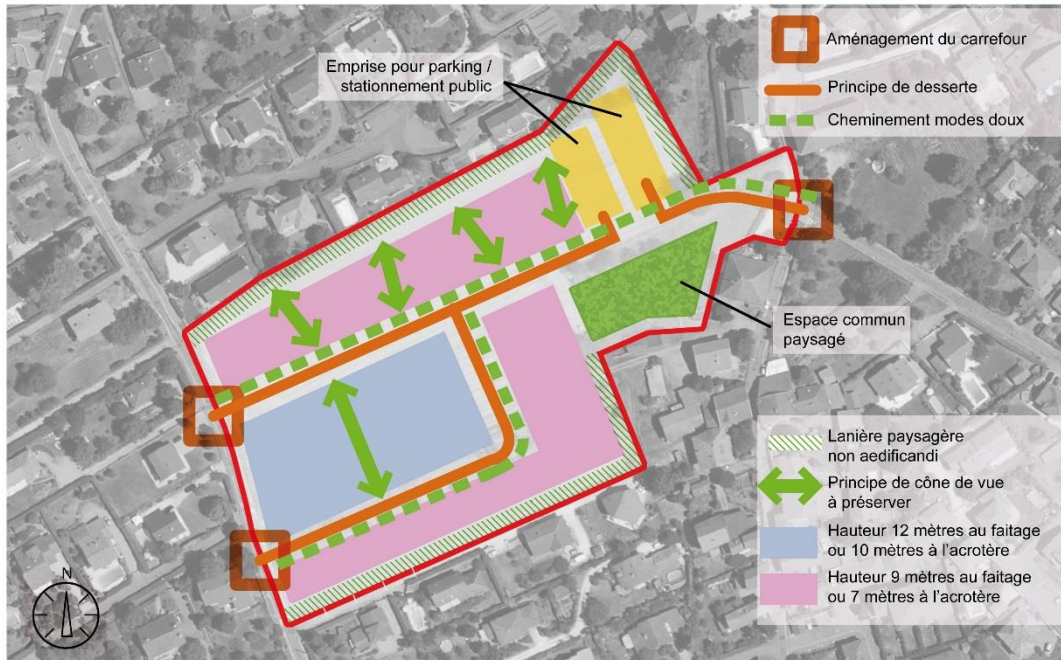 Emprise pour parking /
stationnement public
Aménagement du carrefour
Principe de desserte
Cheminement modes doux
Espace commun
paysagé
Lanière paysagère
non aedificandi
Principe de cône de vue
à préserver
Hauteur 12 mètres au faitage
ou 10 mètres à l'acrotère
Hauteur 9 mètres au faitage
ou 7 mètres à l'acrotère
N